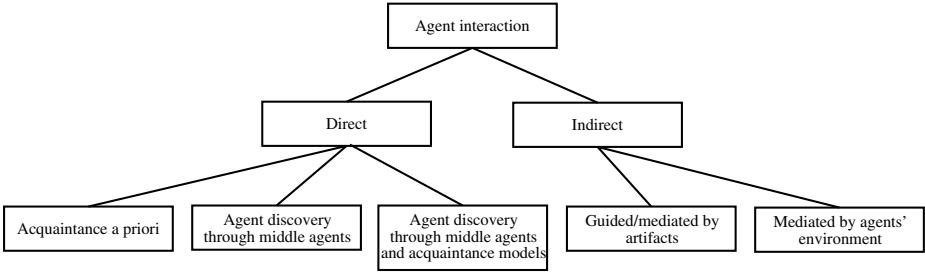 Agent interaction
Direct
Indirect
Acquaintance a priori
Agent discovery
through middle agents
Agent discovery
through middle agents
and acquaintance models
Guided/mediated by
artifacts
Mediated by agents’
environment